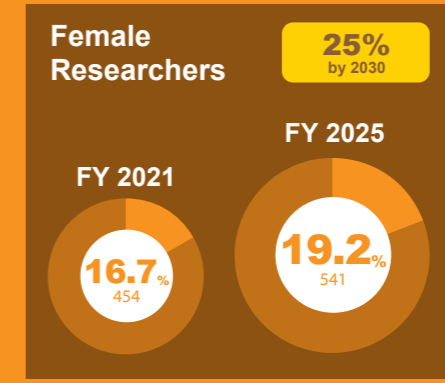 Female
Researchers
25%
by 2030
FY 2021
16.7%
454
FY 2025
19.2%
541